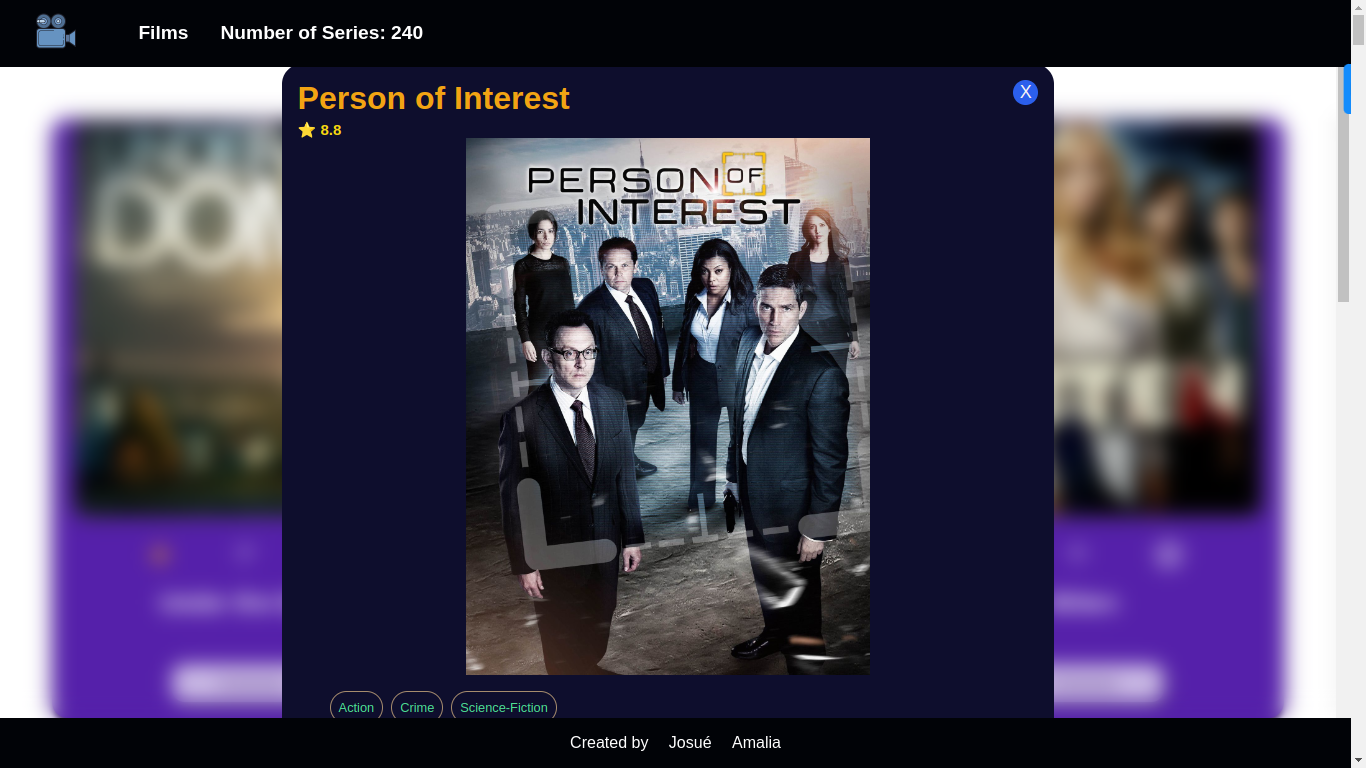 Films Number of Series: 240
Person of Interest
X
⭐ 8.8
PERSON OF
INTEREST
Action Crime Science-Fiction
Created by Josué Amalia